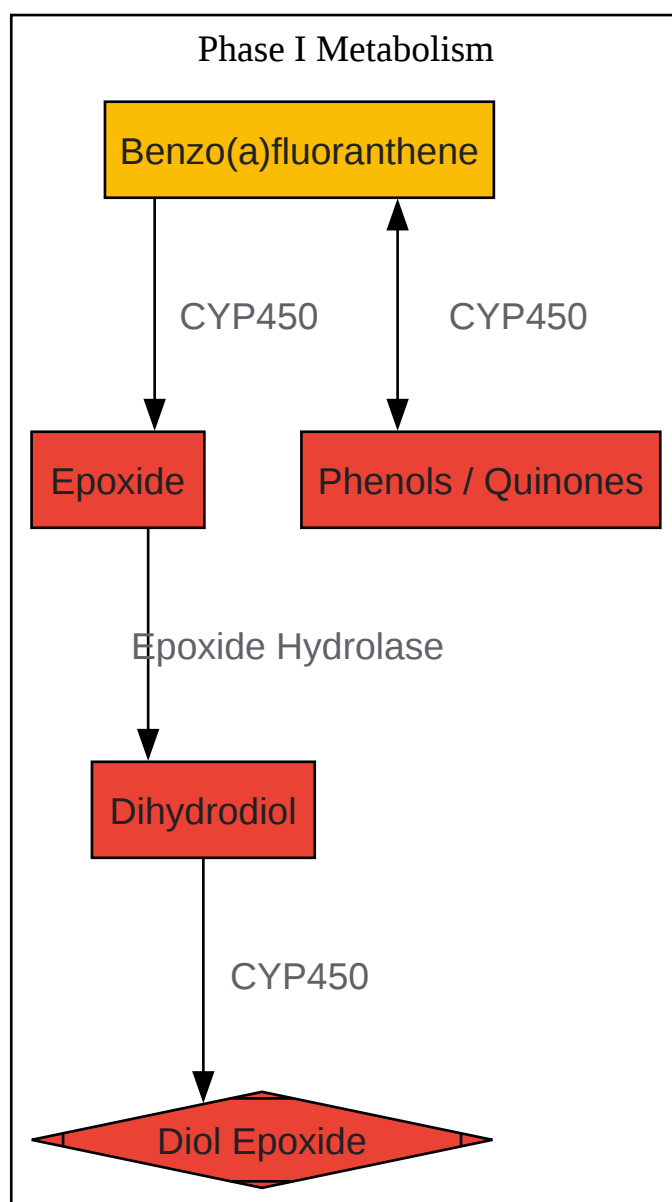 Phase I Metabolism
Benzo(a)fluoranthene
CYP450
CYP450
Epoxide
Phenols / Quinones
Epoxide Hydrolase
Dihydrodiol
CYP450
Diol Epoxide